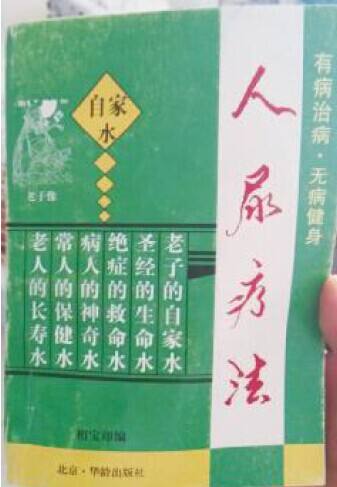 有病治病·无病健身
人尿疗法
自家
水
老子像
老子的自家水
圣经的生命水
绝症的救命水
病人的神奇水
常人的保健水
老人的长寿水
北京·华龄出版社